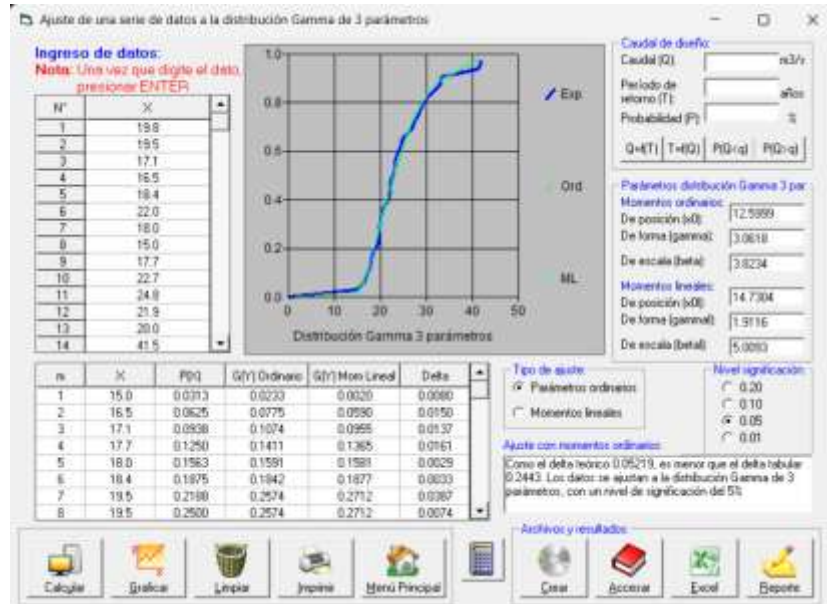 Ajuste de una serie de datos a la distribución Gamma de 3 parámetros
Ingreso de datos:
Nota: Una vez que digite el dato,
presionar ENTER
N° X
1 19.8
2 19.5
3 17.1
4 16.5
5 18.4
6 22.0
7 18.0
8 15.0
9 17.7
10 22.7
11 24.8
12 21.9
13 20.0
14 41.5
1.0
0.8
0.6
0.4
0.2
0.0
0 10 20 30 40 50
Distribución Gamma 3 parámetros
Exp
Ord
ML
Caudal de diseño:
Caudal (Q):
Período de
retorno (T):
años
Probabilidad (P):
%
Q=f(T) T=f(Q) P(Q<q) P(Q>q)
Parámetros distribución Gamma 3 par
Momentos ordinarios:
De posición (x0): 12.5999
De forma (gamma): 3.0618
De escala (beta): 3.8234
Momentos lineales:
De posición (x0l): 14.7304
De forma (gammal): 1.9116
De escala (betal): 5.0093
m X P(X) G(Y) Ordinario G(Y) Mom Lineal Delta
1 15.0 0.0313 0.0233 0.0020 0.0080
2 16.5 0.0625 0.0775 0.0590 0.0150
3 17.1 0.0938 0.1074 0.0955 0.0137
4 17.7 0.1250 0.1411 0.1365 0.0161
5 18.0 0.1563 0.1591 0.1581 0.0029
6 18.4 0.1875 0.1842 0.1877 0.0033
7 19.5 0.2188 0.2574 0.2712 0.0387
8 19.5 0.2500 0.2574 0.2712 0.0074
Tipo de ajuste:
Parámetros ordinarios
Momentos lineales
Nivel significación:
0.20
0.10
0.05
0.01
Ajuste con momentos ordinarios:
Como el delta teórico 0.05219, es menor que el delta tabular
0.2443. Los datos se ajustan a la distribución Gamma de 3
parámetros, con un nivel de significación del 5%
Archivos y resultados
Calcular Graficar Limpiar Imprimir Menú Principal Crear Accesar Excel Reporte